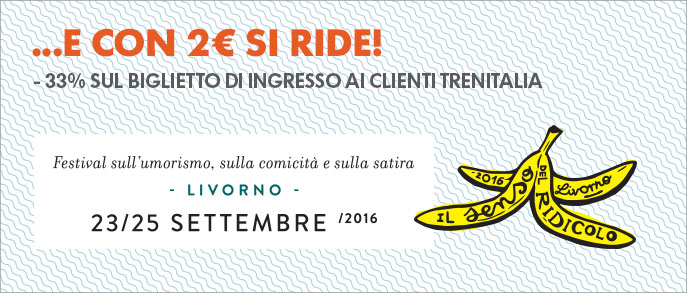 ...E CON 2€ SI RIDE!
- 33% SUL BIGLIETTO DI INGRESSO AI CLIENTI TRENITALIA
Festival sull'umorismo, sulla comicità e sulla satira
- LIVORNO -
23/25 SETTEMBRE /2016
-2016-
Livorno
IL senso DEL RIDICOLO